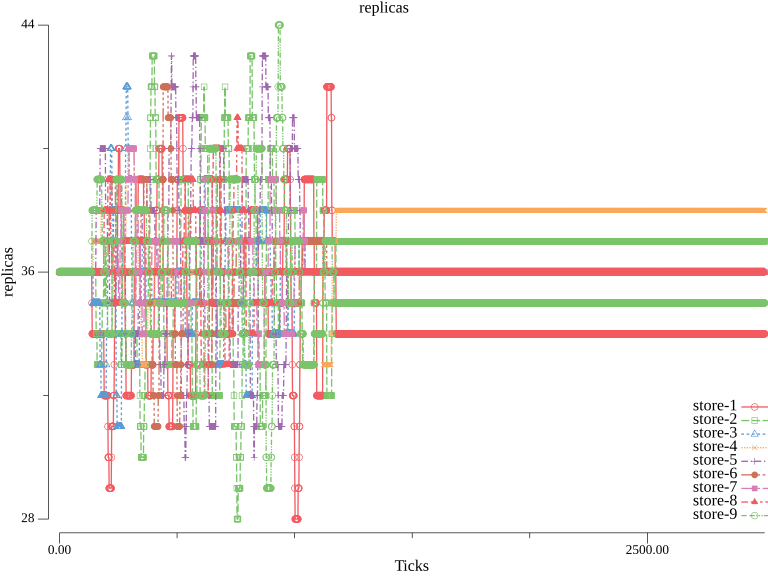 replicas
44
replicas
36
store-1
store-2
store-3
store-4
store-5
store-6
store-7
store-8
store-9
28
0.00
2500.00
Ticks